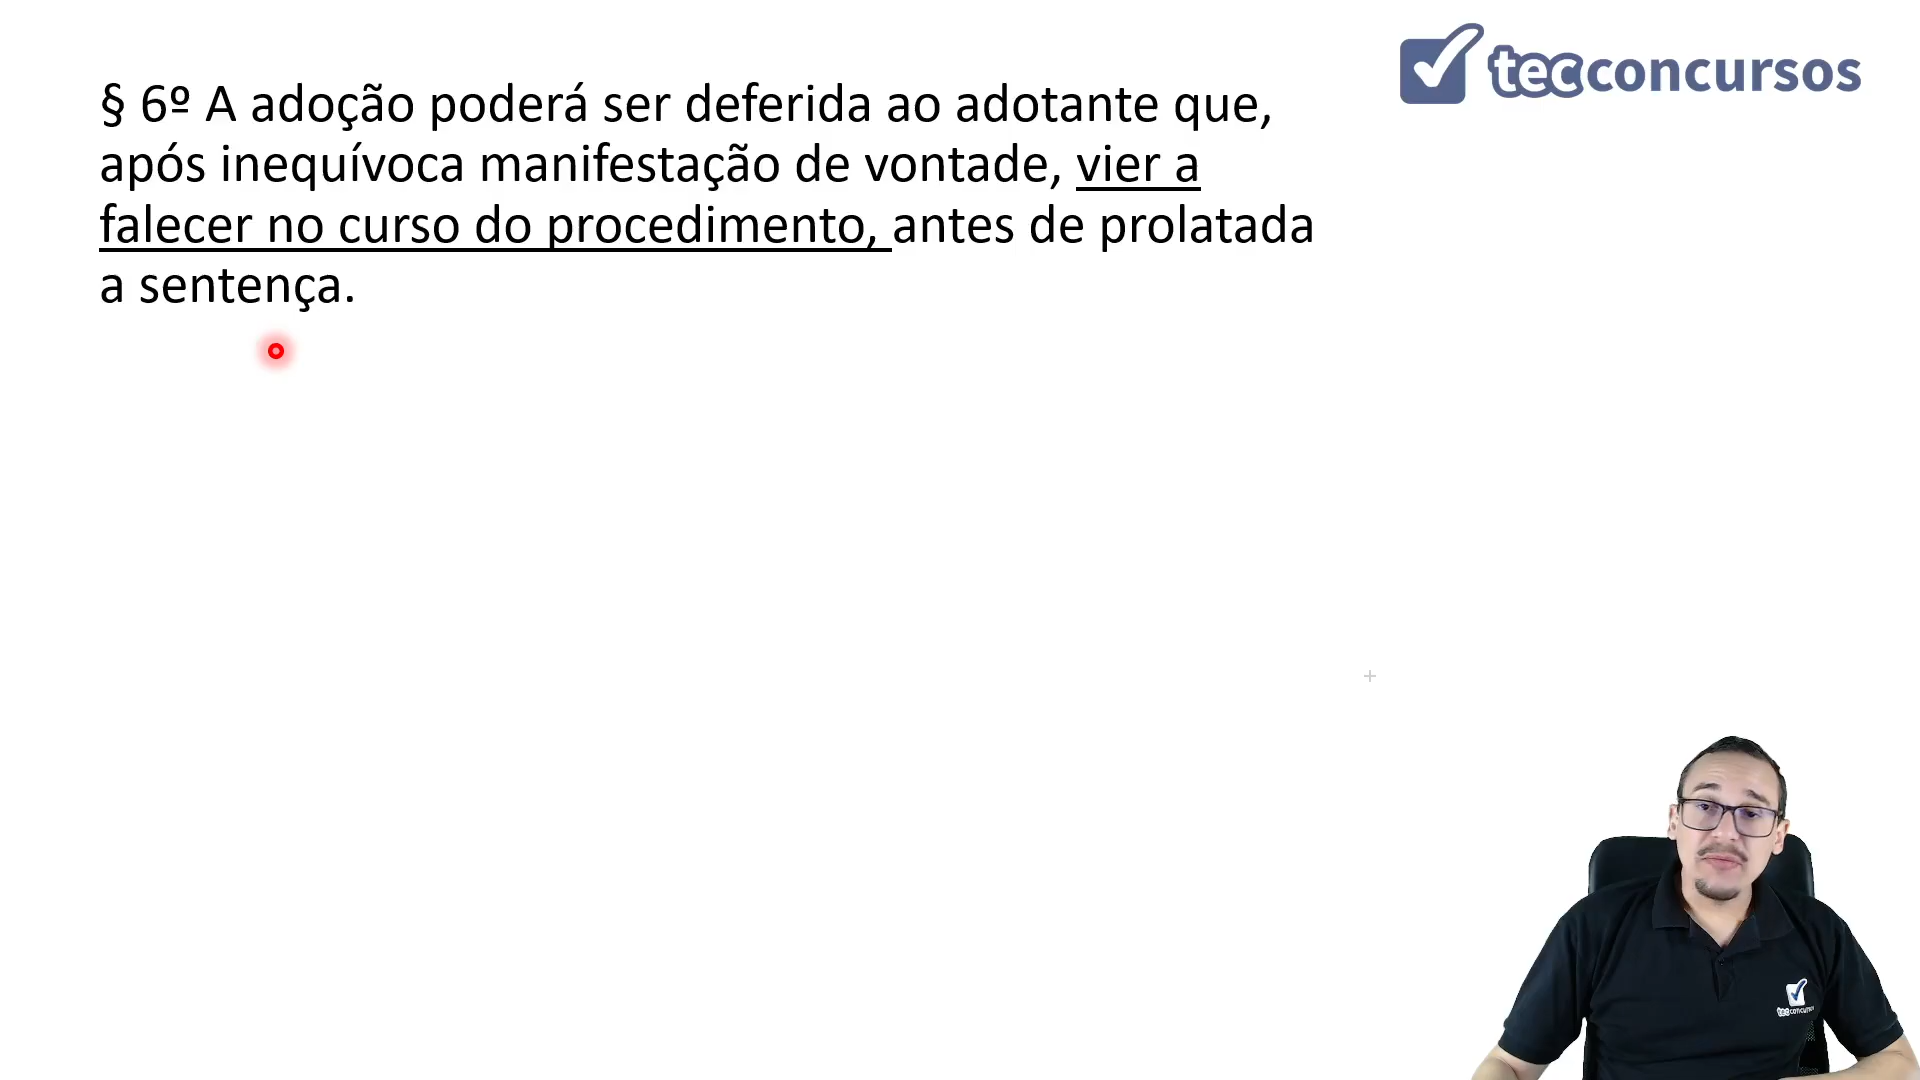 tecconcursos
§ 6º A adoção poderá ser deferida ao adotante que,
após inequívoca manifestação de vontade, vier a
falecer no curso do procedimento, antes de prolatada
a sentença.
tecconcursos